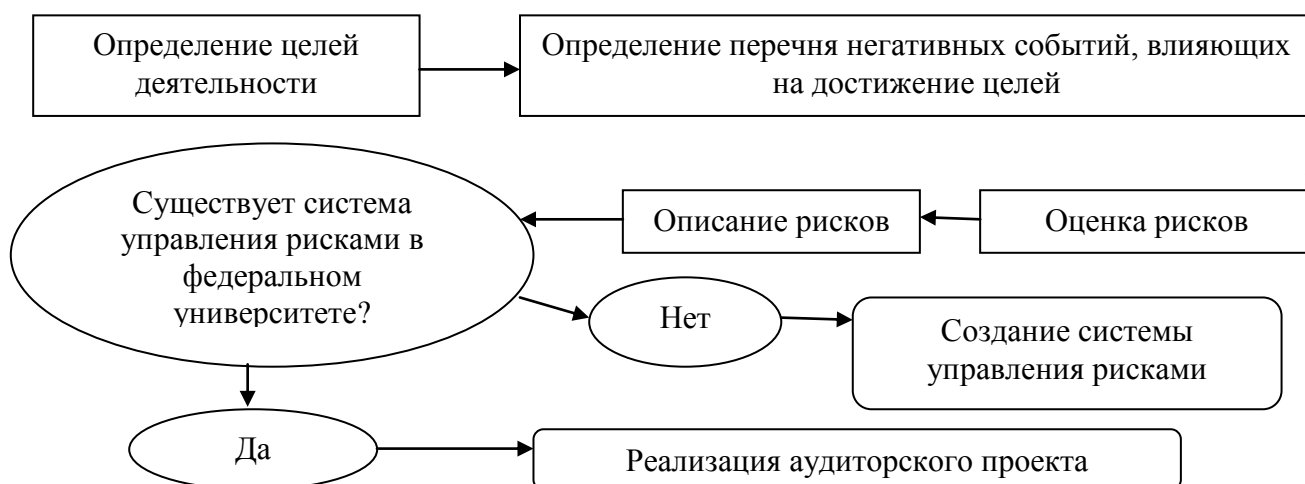 Определение целей
деятельности
Определение перечня негативных событий, влияющих
на достижение целей
Существует система
управления рисками в
федеральном
университете?
Описание рисков
Оценка рисков
Нет
Создание системы
управления рисками
Да
Реализация аудиторского проекта